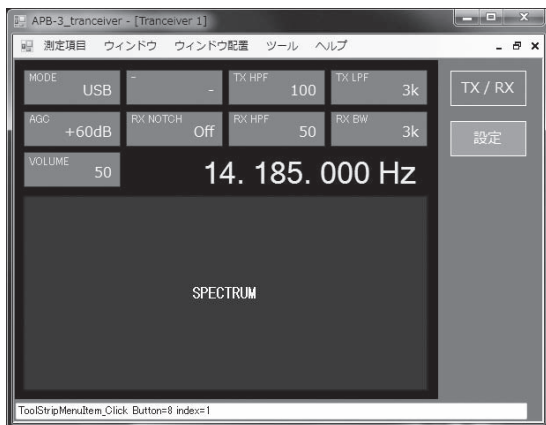 APB-3_tranceiver - [Tranceiver 1]
測定項目 ウィンドウ ウィンドウ配置 ツール ヘルプ
MODE USB
- -
TX HPF 100
TX LPF 3k
TX / RX
AGC +60dB
RX NOTCH Off
RX HPF 50
RX BW 3k
設定
VOLUME 50
14. 185. 000 Hz
SPECTRUM
ToolStripMenuItem_Click Button=8 index=1